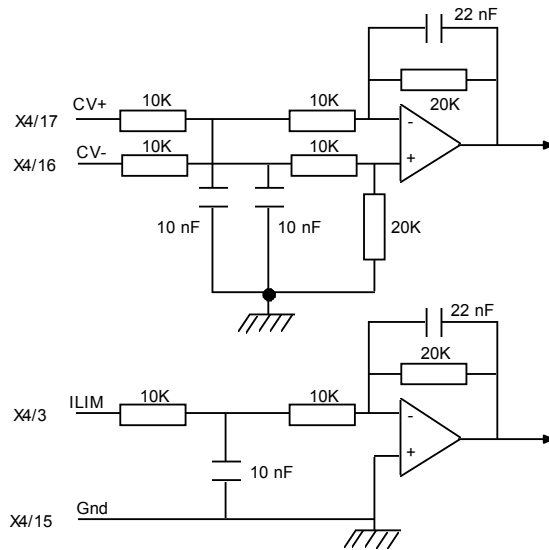 22 nF
CV+ 10K 10K 20K
X4/17
-
CV- 10K 10K
X4/16
+
10 nF 10 nF 20K
22 nF
20K
ILIM 10K 10K
X4/3
-
+
10 nF
Gnd
X4/15